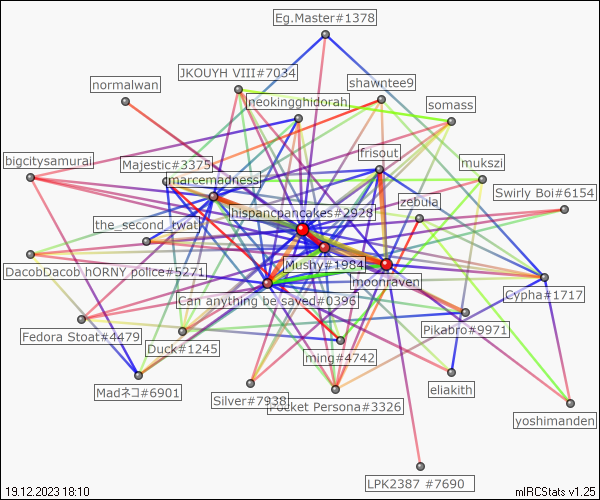 Eg.Master#1378
JKOUYH VIII#7034
normalwan
shawntee9
neokingghidorah
somass
bigcitysamurai
Majestic#3375
frisout
mukszi
marcemadness
Swirly Boi#6154
zebula
hispancpancakes#2928
the_second_twat
Mushy#1984
DacobDacob hORNY police#5271
moonraven
Can anything be saved#0396
Cypha#1717
Fedora Stoat#4479
Pikabro#9971
Duck#1245
ming#4742
Madネコ#6901
eliakith
Silver#7938
Pocket Persona#3326
yoshimanden
LPK2387 #7690
19.12.2023 18:10
mIRCStats v1.25